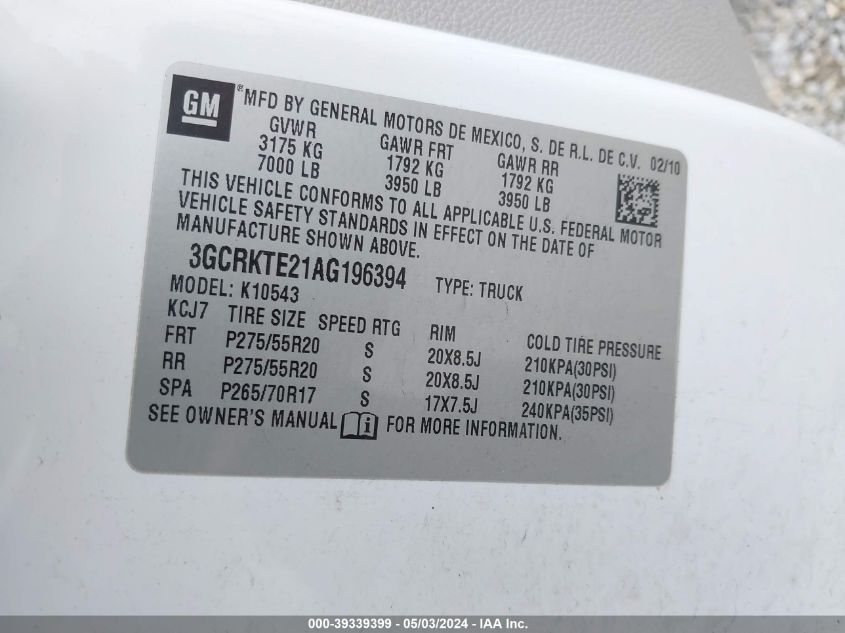 GM ® MFD BY GENERAL MOTORS DE MEXICO, S. DE R.L. DE C.V. 02/10
GVWR GAWR FRT GAWR RR
3175 KG 1792 KG 1792 KG
7000 LB 3950 LB 3950 LB
THIS VEHICLE CONFORMS TO ALL APPLICABLE U.S. FEDERAL MOTOR
VEHICLE SAFETY STANDARDS IN EFFECT ON THE DATE OF
MANUFACTURE SHOWN ABOVE.
3GCRKTE21AG196394 TYPE: TRUCK
MODEL: K10543
KCJ7 TIRE SIZE SPEED RTG RIM COLD TIRE PRESSURE
FRT P275/55R20 S 20X8.5J 210KPA(30PSI)
RR P275/55R20 S 20X8.5J 210KPA(30PSI)
SPA P265/70R17 S 17X7.5J 240KPA(35PSI)
SEE OWNER'S MANUAL i FOR MORE INFORMATION.
000-39339399 - 05/03/2024 - IAA Inc.